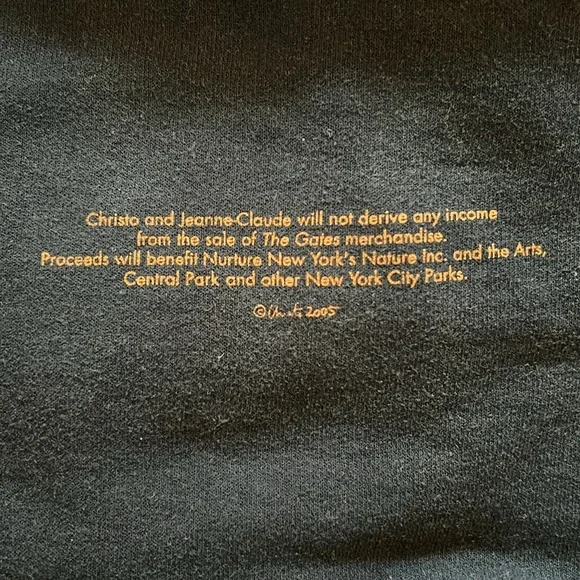 Christo and Jeanne-Claude will not derive any income
from the sale of The Gates merchandise.
Proceeds will benefit Nurture New York's Nature Inc. and the Arts,
Central Park and other New York City Parks.
© Christo 2005